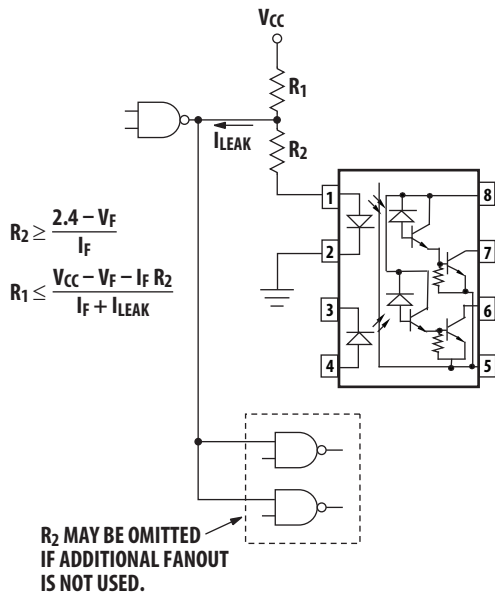 VCC
R1
ILEAK
R2
1
8
R2 ≥ 2.4 – VF
IF
2
7
R1 ≤ VCC – VF – IF R2
IF + ILEAK
3
6
4
5
R2 MAY BE OMITTED
IF ADDITIONAL FANOUT
IS NOT USED.